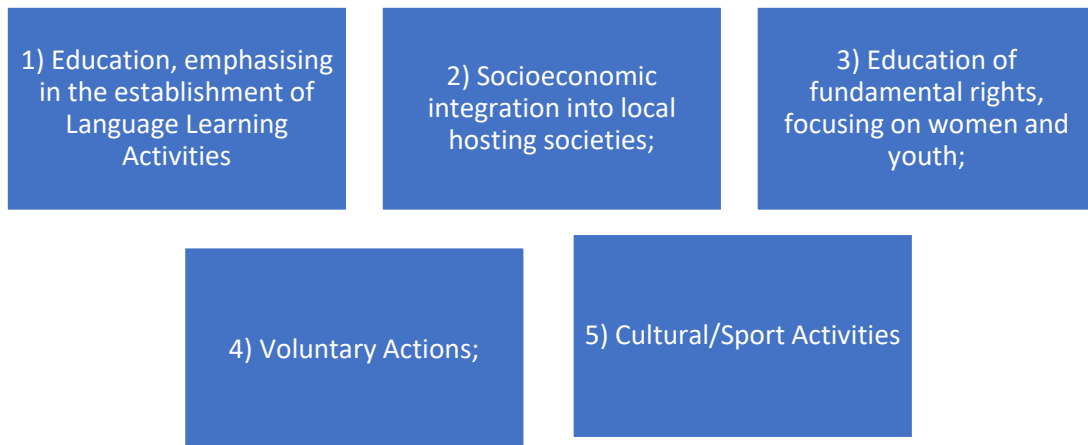 1) Education, emphasising
in the establishment of
Language Learning
Activities
2) Socioeconomic
integration into local
hosting societies;
3) Education of
fundamental rights,
focusing on women and
youth;
4) Voluntary Actions;
5) Cultural/Sport Activities